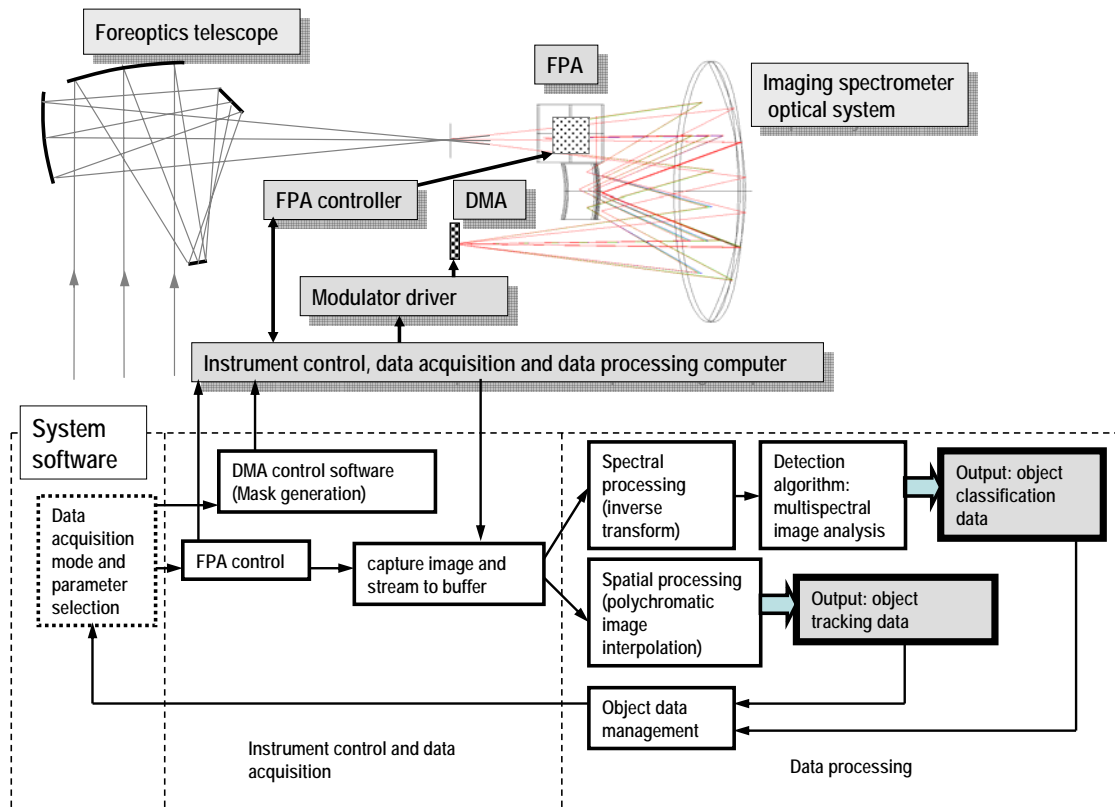 Foreoptics telescope
FPA
Imaging spectrometer
optical system
FPA controller
DMA
Modulator driver
Instrument control, data acquisition and data processing computer
System
software
DMA control software
(Mask generation)
Data
acquisition
mode and
parameter
selection
FPA control
capture image and
stream to buffer
Spectral
processing
(inverse
transform)
Detection
algorithm:
multispectral
image analysis
Output: object
classification
data
Spatial processing
(polychromatic
image
interpolation)
Output: object
tracking data
Object data
management
Instrument control and data
acquisition
Data processing